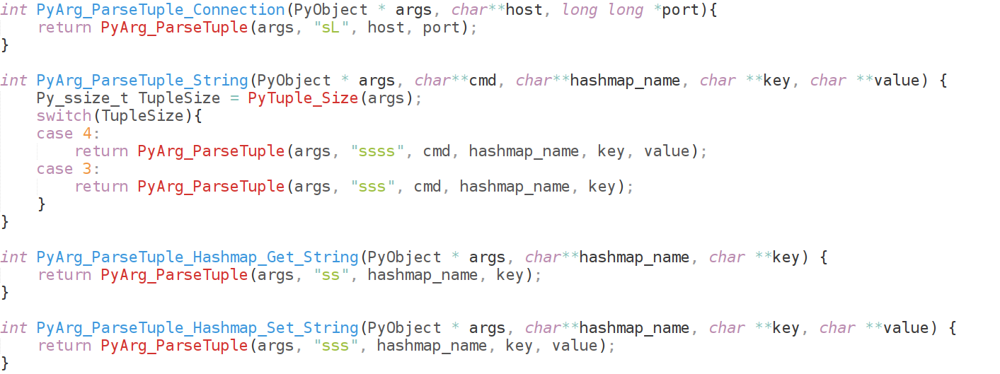 int PyArg_ParseTuple_Connection(PyObject * args, char**host, long long *port){
    return PyArg_ParseTuple(args, "sL", host, port);
}

int PyArg_ParseTuple_String(PyObject * args, char**cmd, char**hashmap_name, char **key, char **value) {
    Py_ssize_t TupleSize = PyTuple_Size(args);
    switch(TupleSize){
    case 4:
        return PyArg_ParseTuple(args, "ssss", cmd, hashmap_name, key, value);
    case 3:
        return PyArg_ParseTuple(args, "sss", cmd, hashmap_name, key);
    }
}

int PyArg_ParseTuple_Hashmap_Get_String(PyObject * args, char**hashmap_name, char **key) {
    return PyArg_ParseTuple(args, "ss", hashmap_name, key);
}

int PyArg_ParseTuple_Hashmap_Set_String(PyObject * args, char**hashmap_name, char **key, char **value) {
    return PyArg_ParseTuple(args, "sss", hashmap_name, key, value);
}